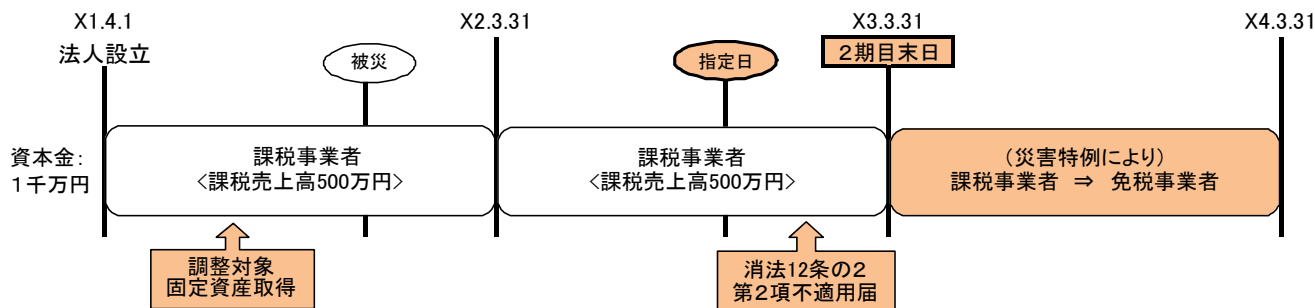 X1.4.1
法人設立
X2.3.31
X3.3.31
X4.3.31
被災
指定日
2期目末日
資本金:
1千万円
課税事業者
<課税売上高500万円>
課税事業者
<課税売上高500万円>
(災害特例により)
課税事業者 ⇒ 免税事業者
調整対象
固定資産取得
消法12条の2
第2項不適用届